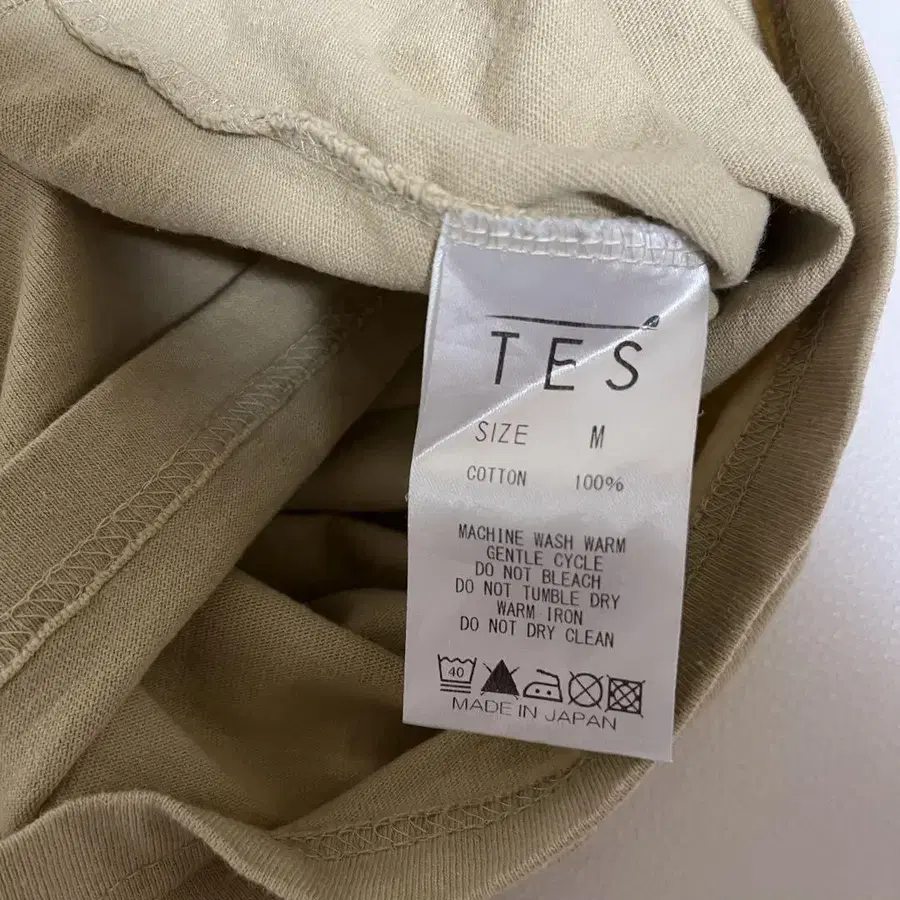 TES
SIZE M
COTTON 100%
MACHINE WASH WARM
GENTLE CYCLE
DO NOT BLEACH
DO NOT TUMBLE DRY
WARM IRON
DO NOT DRY CLEAN
40
MADE IN JAPAN